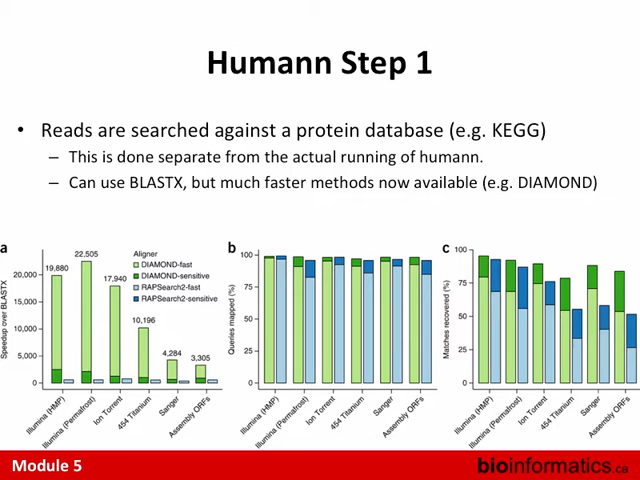 Humann Step 1
• Reads are searched against a protein database (e.g. KEGG)
– This is done separate from the actual running of humann.
– Can use BLASTX, but much faster methods now available (e.g. DIAMOND)
a
Speedup over BLASTX
20,000
15,000
10,000
5,000
0
19,880
22,505
17,940
10,196
4,284
3,305
Aligner
DIAMOND-fast
DIAMOND-sensitive
RAPSearch2-fast
RAPSearch2-sensitive
Illumina (HMP)
Illumina (Permafrost)
Ion Torrent
454 Titanium
Sanger
Assembly ORFs
b
Queries mapped (%)
100
75
50
25
0
Illumina (HMP)
Illumina (Permafrost)
Ion Torrent
454 Titanium
Sanger
Assembly ORFs
c
Matches recovered (%)
100
75
50
25
0
Illumina (HMP)
Illumina (Permafrost)
Ion Torrent
454 Titanium
Sanger
Assembly ORFs
Module 5
bioinformatics.ca